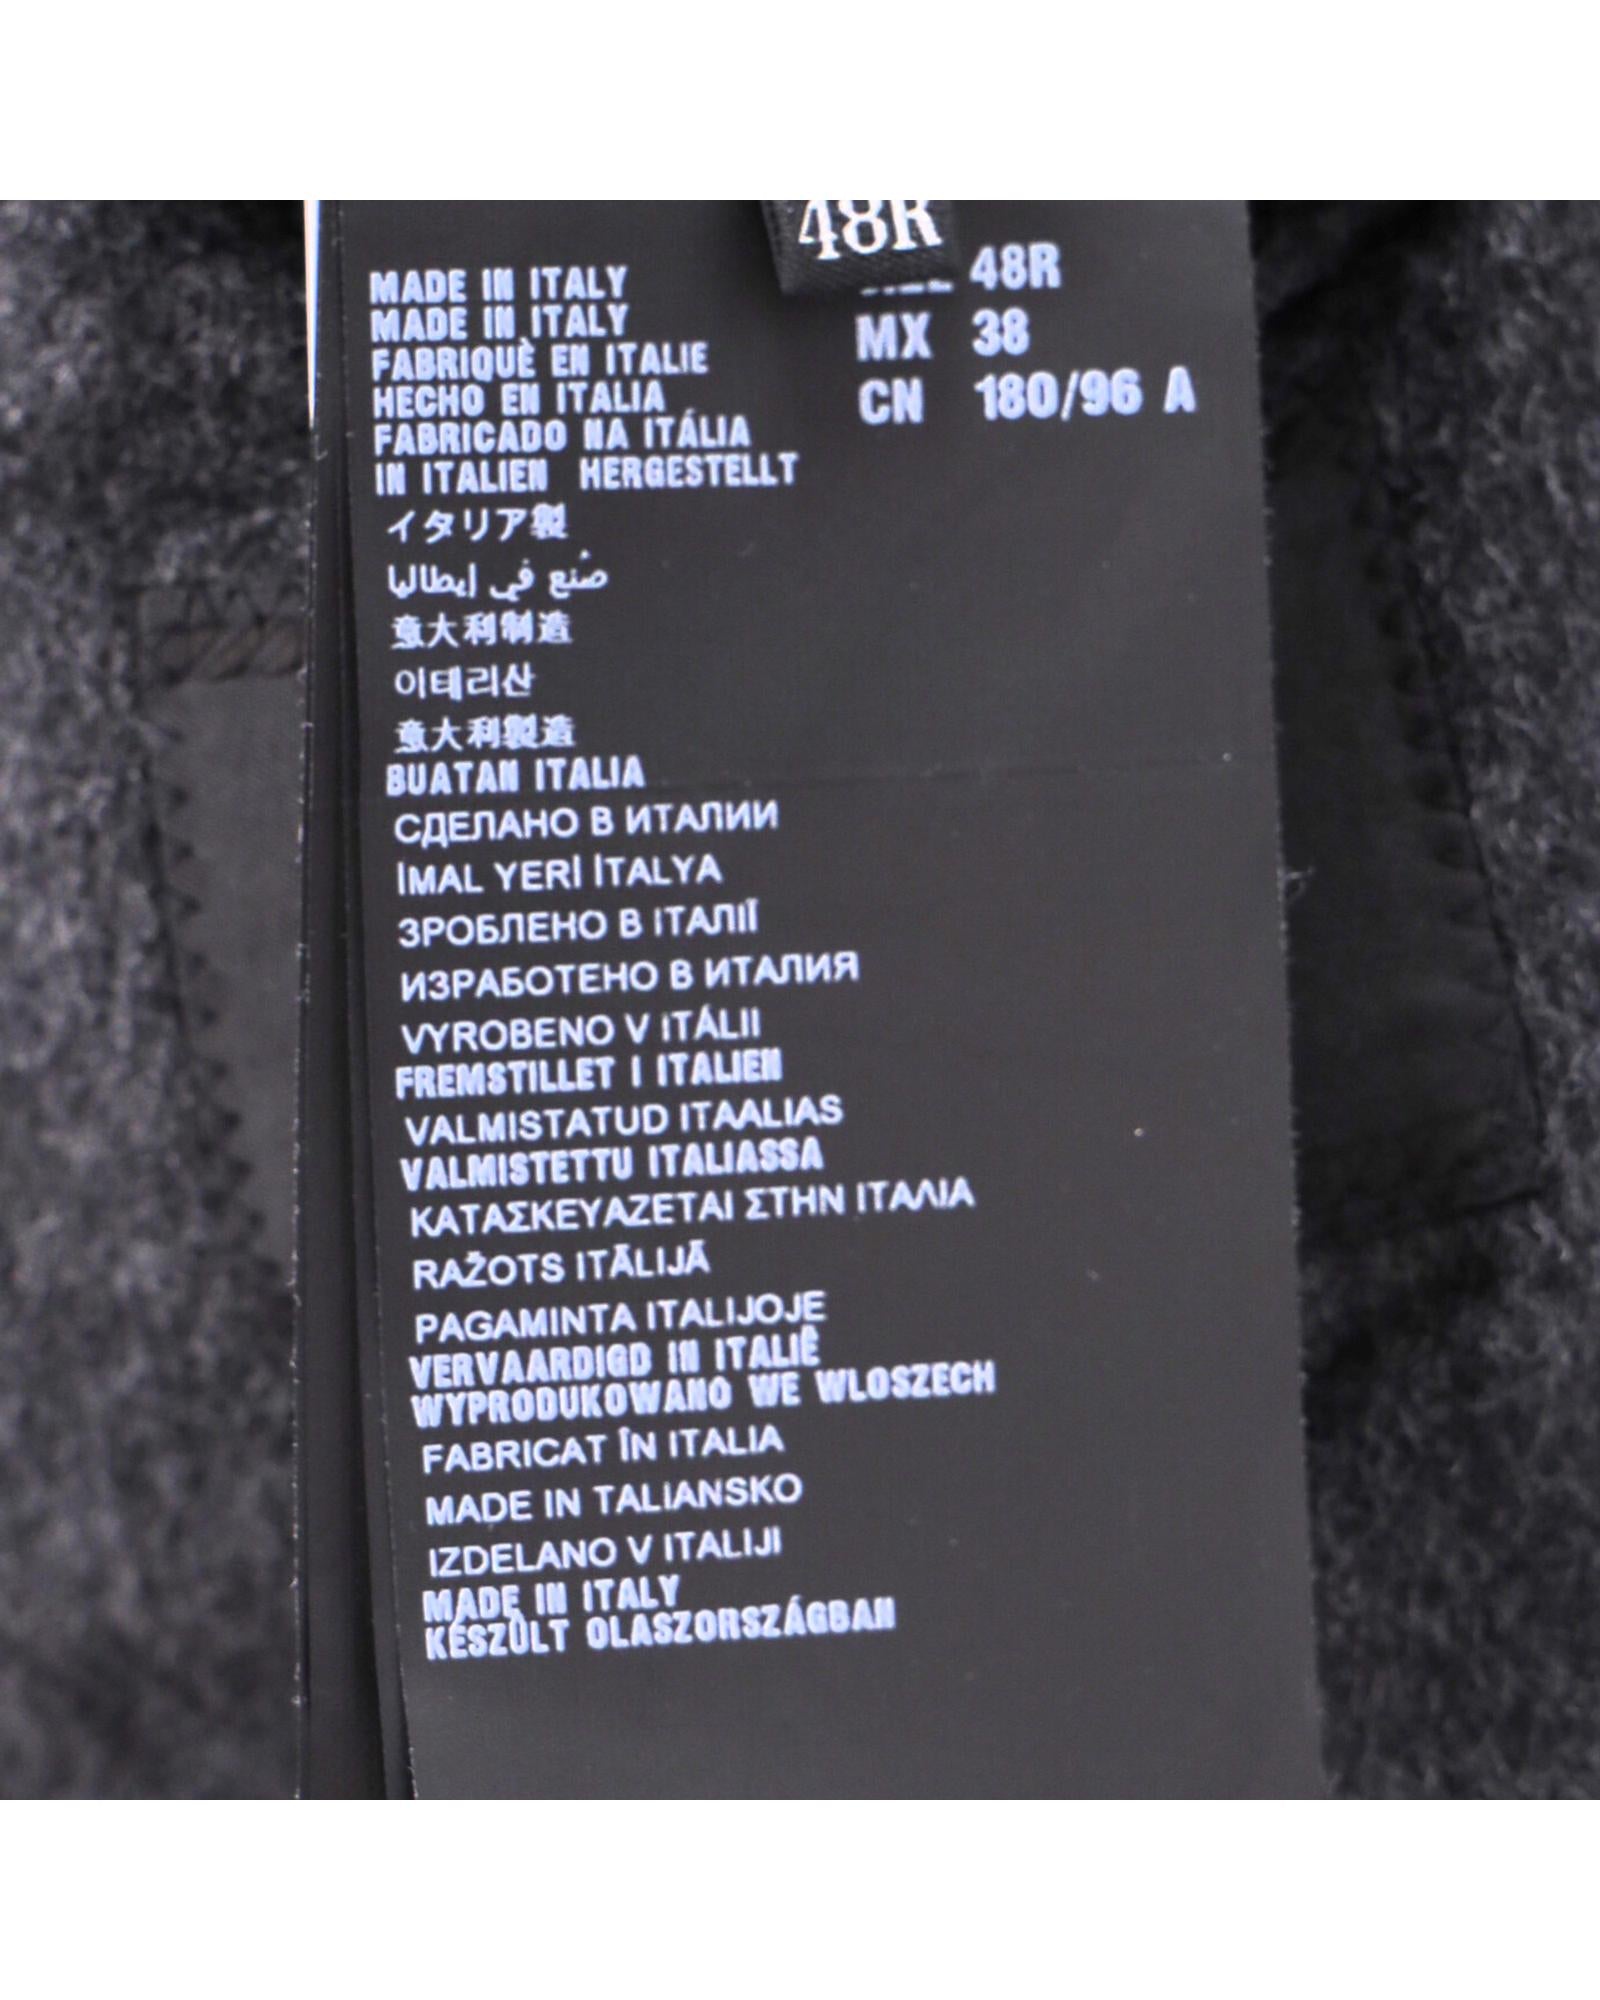 48R
MADE IN ITALY
MADE IN ITALY
FABRIQUÈ EN ITALIE
HECHO EN ITALIA
FABRICADO NA ITÁLIA
IN ITALIEN HERGESTELLT
イタリア製
صُنع في إيطاليا
意大利制造
이태리산
意大利製造
BUATAN ITALIA
СДЕЛАНО В ИТАЛИИ
İMAL YERİ İTALYA
ЗРОБЛЕНО В ІТАЛІЇ
ИЗРАБОТЕНО В ИТАЛИЯ
VYROBENO V ITÁLII
FREMSTILLET I ITALIEN
VALMISTATUD ITAALIAS
VALMISTETTU ITALIASSA
ΚΑΤΑΣΚΕΥΑΖΕΤΑΙ ΣΤΗΝ ΙΤΑΛΙΑ
RAŽOTS ITĀLIJĀ
PAGAMINTA ITALIJOJE
VERVAARDIGD IN ITALIË
WYPRODUKOWANO WE WLOSZECH
FABRICAT ÎN ITALIA
MADE IN TALIANSKO
IZDELANO V ITALIJI
MADE IN ITALY
KÉSZÜLT OLASZORSZÁGBAN
48R
MX 38
CN 180/96 A